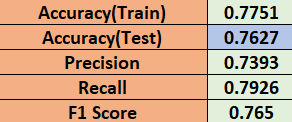 Accuracy(Train) 0.7751
Accuracy(Test) 0.7627
Precision 0.7393
Recall 0.7926
F1 Score 0.765